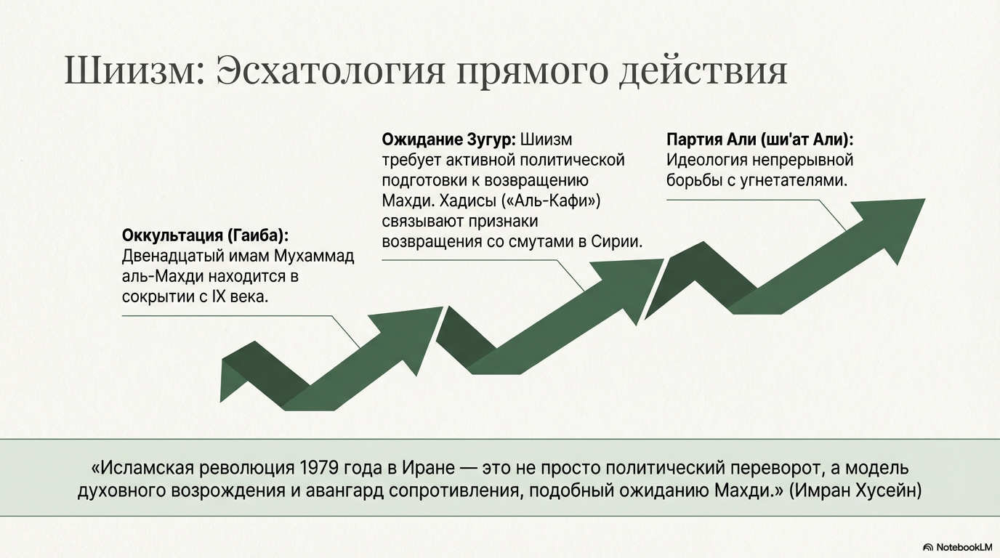 Шиизм: Эсхатология прямого действия
Оккультация (Гаиба):
Двенадцатый имам Мухаммад
аль-Махди находится в
сокрытии с IX века.
Ожидание Зугур: Шиизм
требует активной политической
подготовки к возвращению
Махди. Хадисы («Аль-Кафи»)
связывают признаки
возвращения со смутами в Сирии.
Партия Али (ши'ат Али):
Идеология непрерывной
борьбы с угнетателями.
«Исламская революция 1979 года в Иране — это не просто политический переворот, а модель
духовного возрождения и авангард сопротивления, подобный ожиданию Махди.» (Имран Хусейн)
NotebookLM